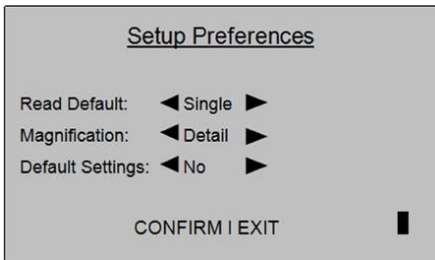 Setup Preferences
Read Default: ◀ Single ▶
Magnification: ◀ Detail ▶
Default Settings: ◀ No ▶
CONFIRM I EXIT